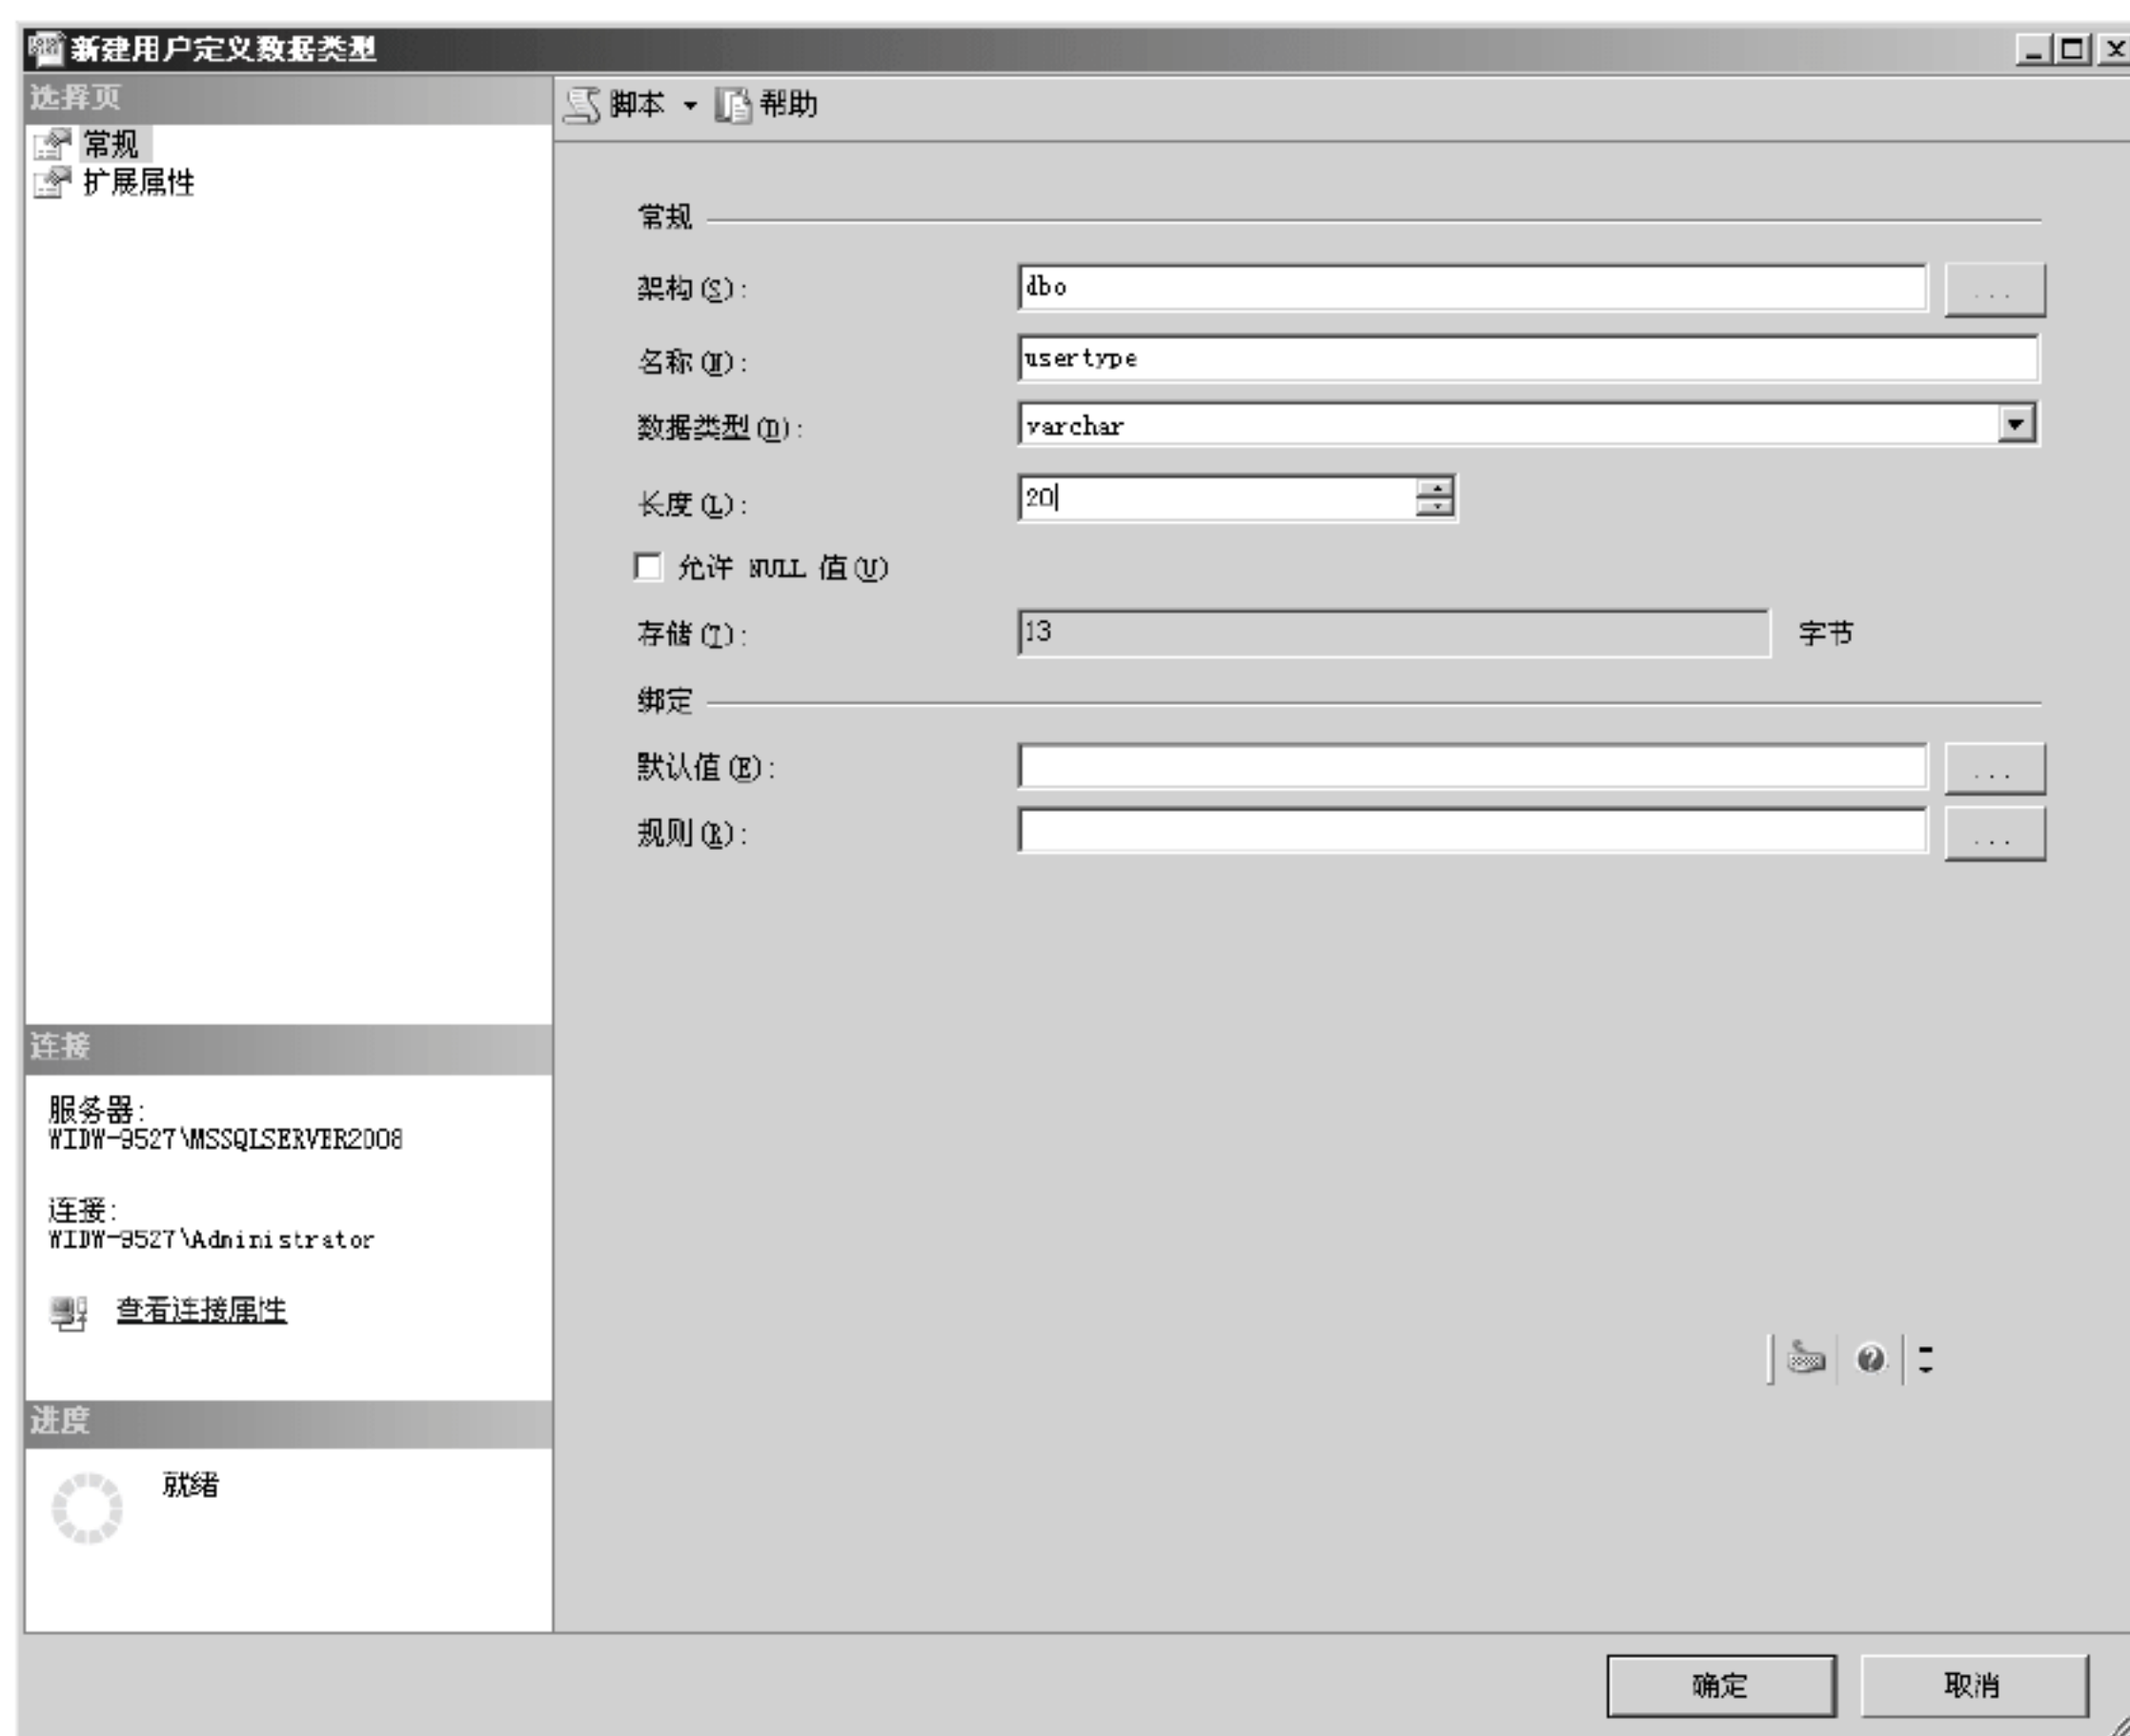 新建用户定义数据类型
选择页
常规
扩展属性
脚本 帮助
常规
架构(S): dbo ...
名称(N): usertype
数据类型(D): varchar
长度(L): 20
允许 NULL 值(U)
存储(T): 13 字节
绑定
默认值(E): ...
规则(R): ...
连接
服务器:
WIDW-9527\MSSQLSERVER2008
连接:
WIDW-9527\Administrator
查看连接属性
进度
就绪
确定 取消